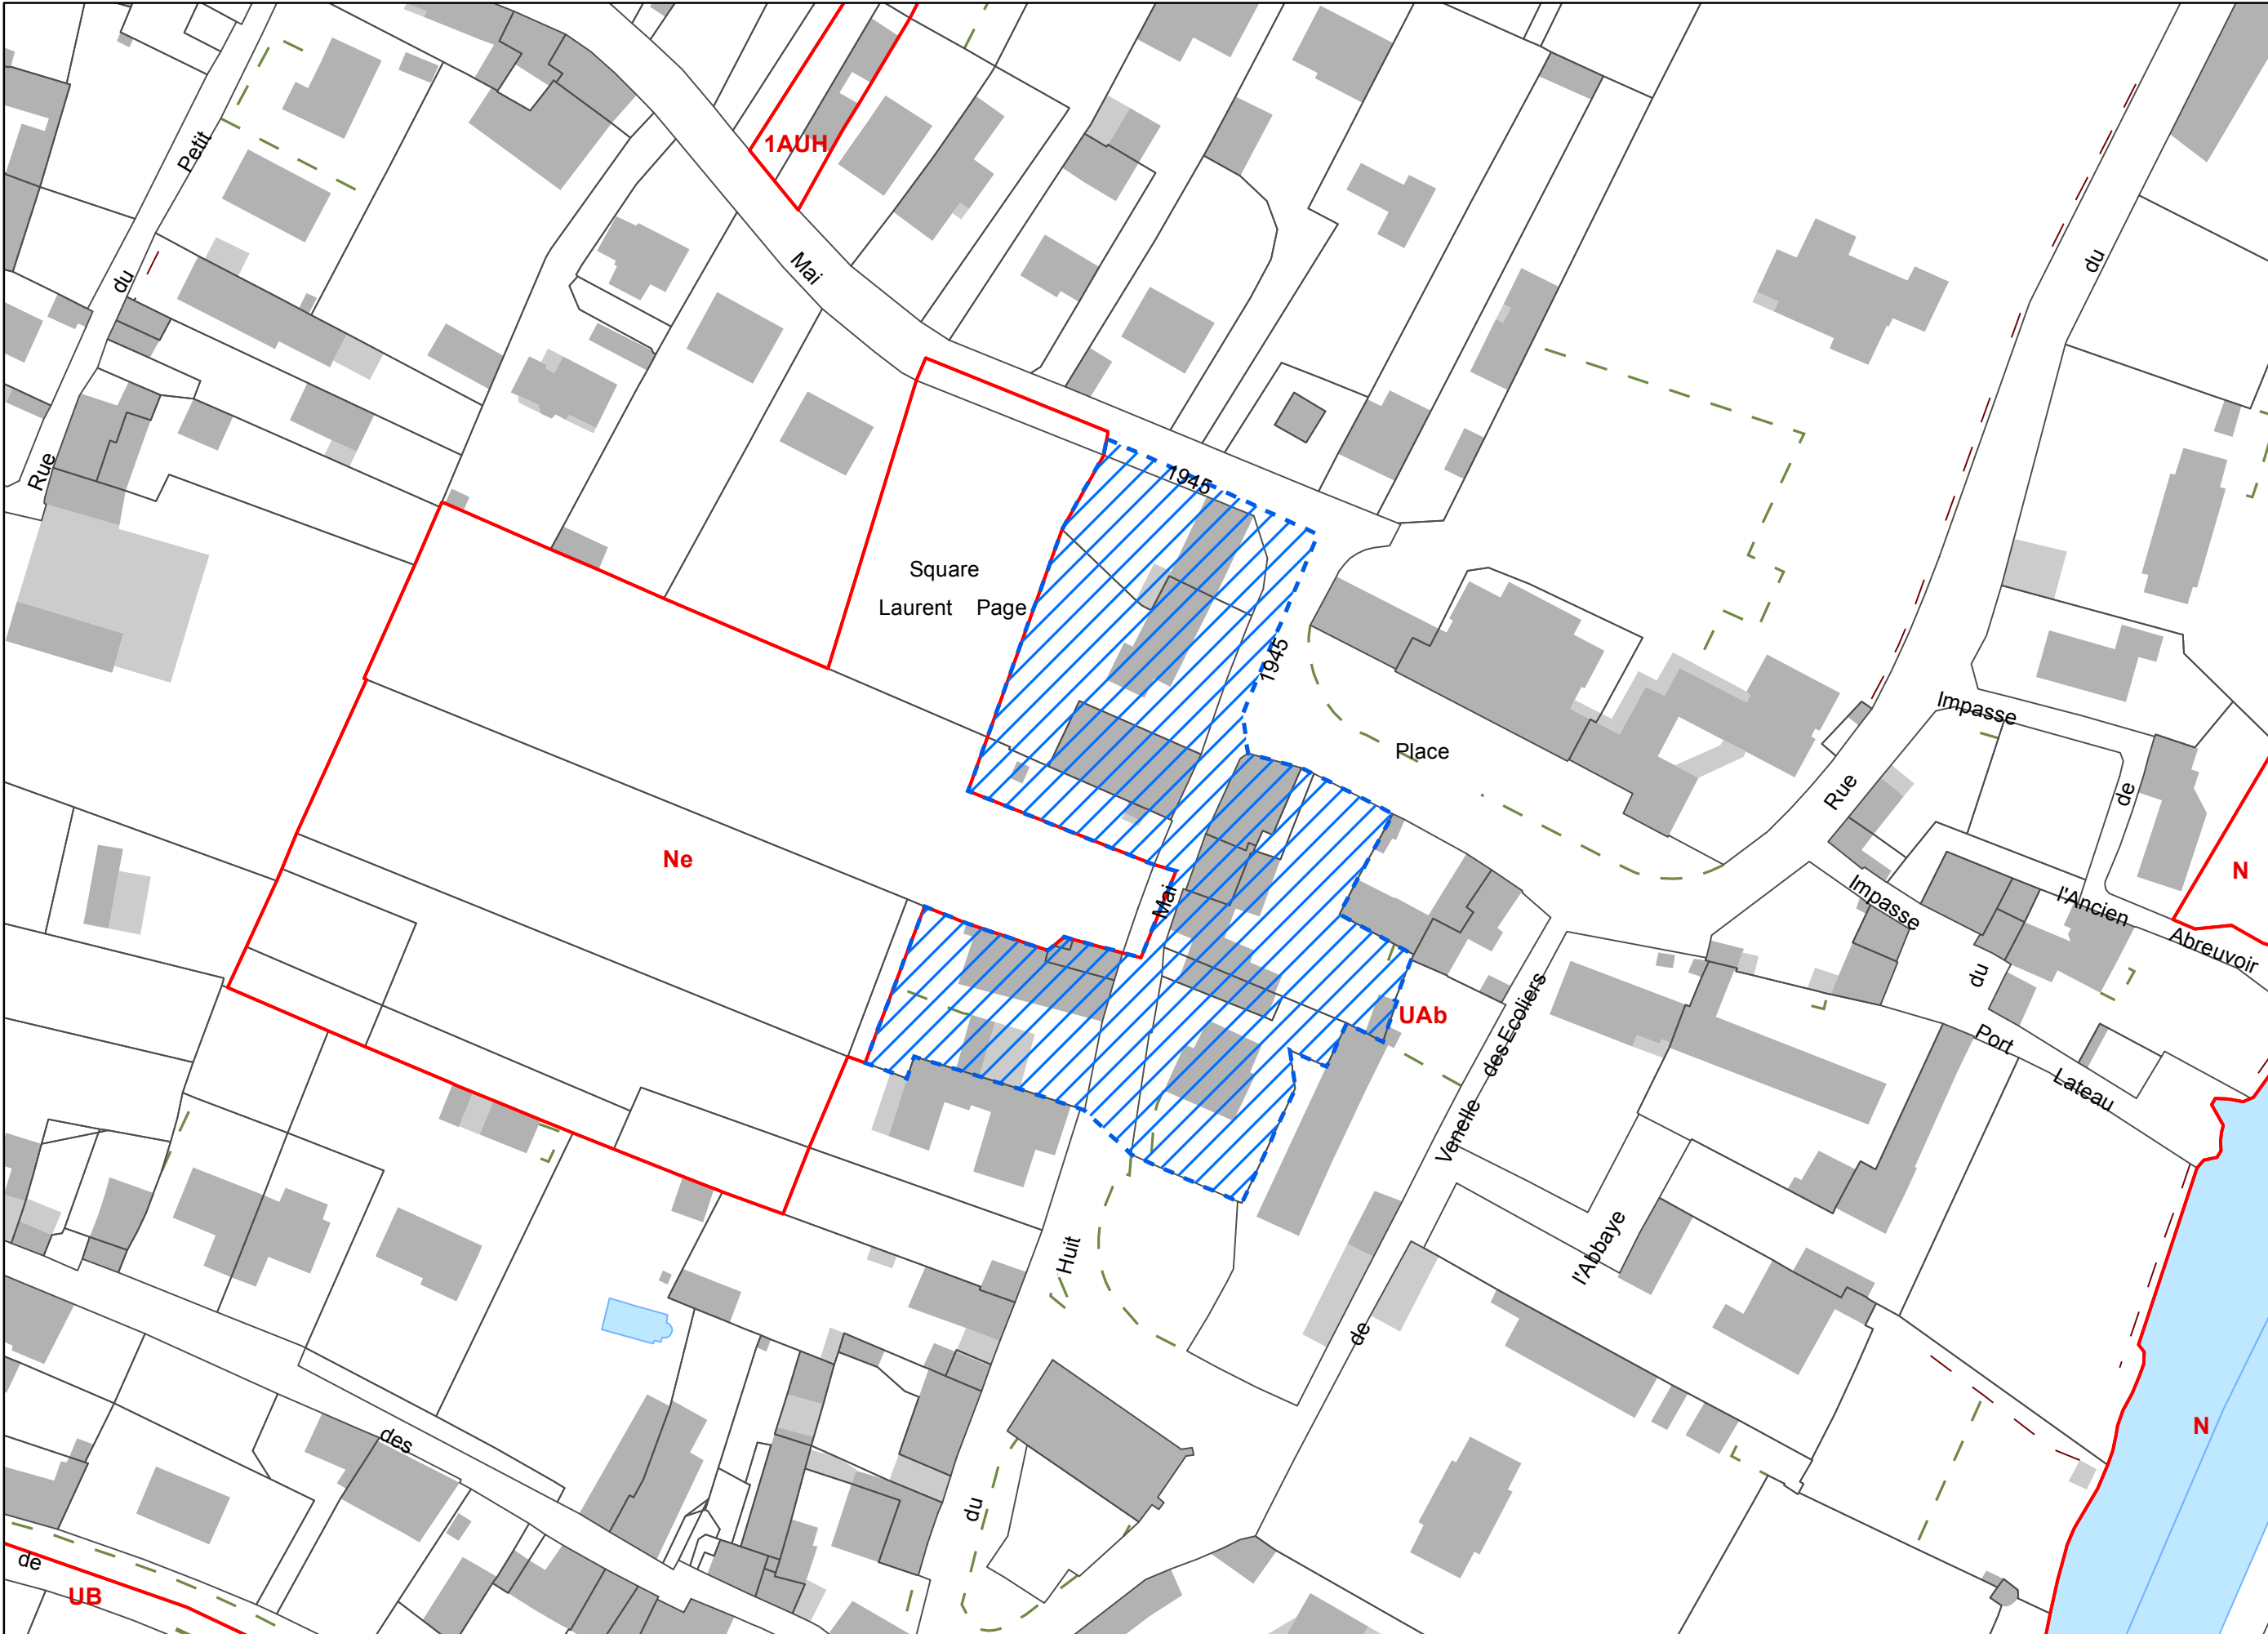 1AUH
Petit
du
Rue
Mai
1945
1945
Square
Laurent Page
Place
du
Impasse
de
Rue
Ne
N
Impasse
l'Ancien
Abreuvoir
Mai
UAb
des Ecoliers
Venelle
de
du
Port
Lateau
l'Abbaye
Huit
du
des
de
UB
N